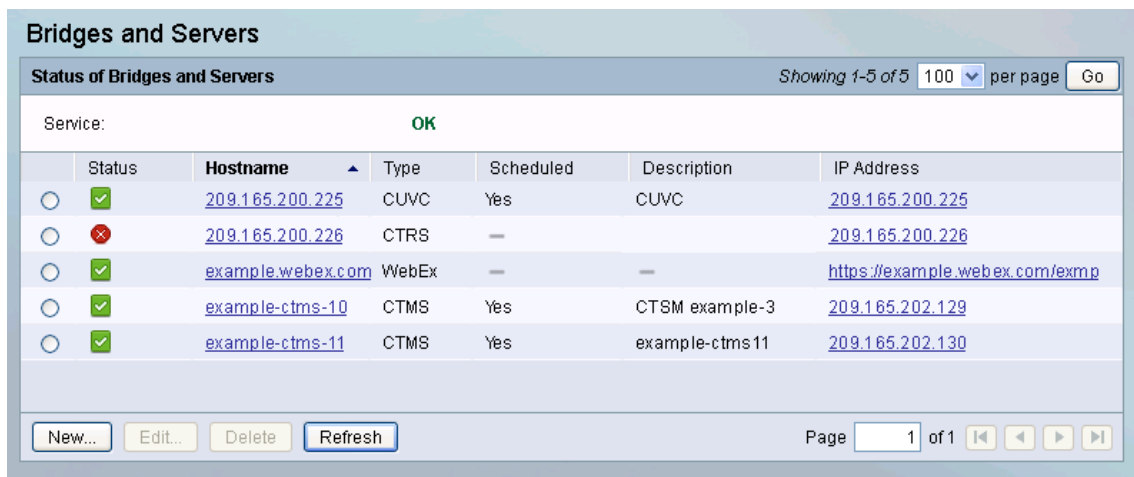 Bridges and Servers
Status of Bridges and Servers Showing 1-5 of 5 100 per page Go
Service: OK
Status Hostname Type Scheduled Description IP Address
209.165.200.225 CUVC Yes CUVC 209.165.200.225
209.165.200.226 CTRS — 209.165.200.226
example.webex.com WebEx — — https://example.webex.com/exmp
example-ctms-10 CTMS Yes CTSM example-3 209.165.202.129
example-ctms-11 CTMS Yes example-ctms11 209.165.202.130
New... Edit... Delete Refresh Page 1 of 1